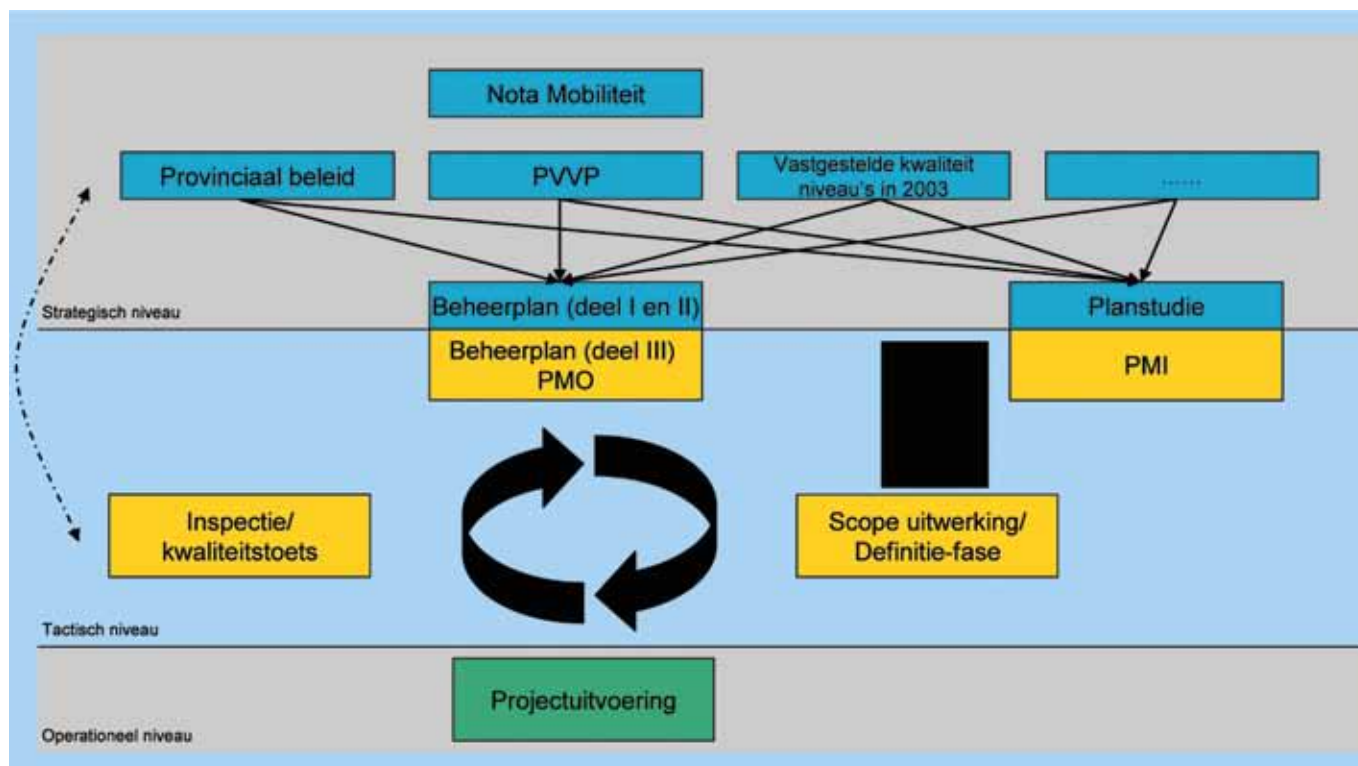 Nota Mobiliteit
Provinciaal beleid
PVVP
Vastgestelde kwaliteit
niveau's in 2003
......
Beheerplan (deel I en II)
Planstudie
Strategisch niveau
Beheerplan (deel III)
PMO
PMI
Inspectie/
kwaliteitstoets
Scope uitwerking/
Definitie-fase
Tactisch niveau
Projectuitvoering
Operationeel niveau